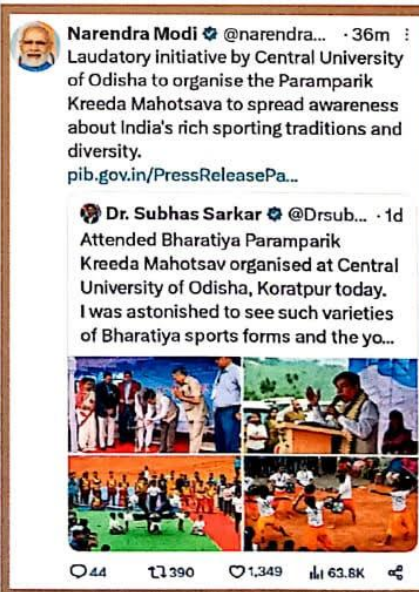 Narendra Modi @narendra... · 36m
Laudatory initiative by Central University
of Odisha to organise the Paramparik
Kreeda Mahotsava to spread awareness
about India's rich sporting traditions and
diversity.
pib.gov.in/PressReleasePa...
Dr. Subhas Sarkar @Drsub... · 1d
Attended Bharatiya Paramparik
Kreeda Mahotsav organised at Central
University of Odisha, Koratpur today.
I was astonished to see such varieties
of Bharatiya sports forms and the yo...
44 390 1,349 63.8K